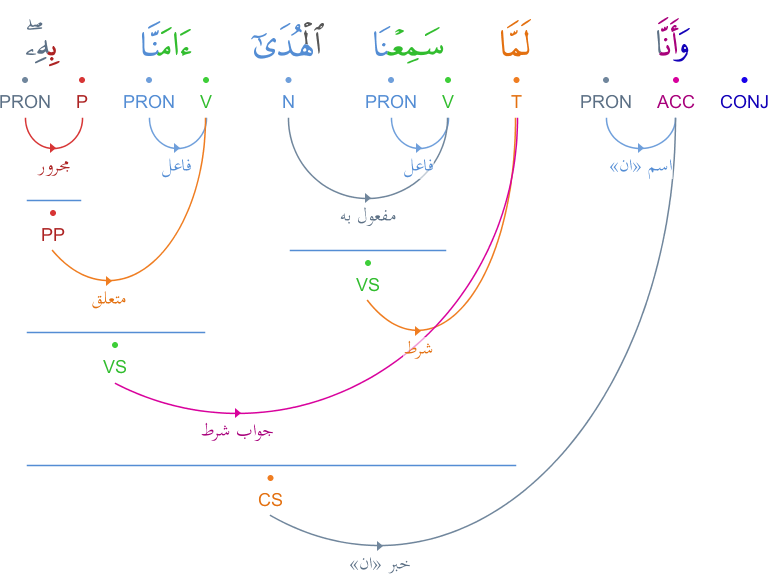 وَأَنَّا لَمَّا سَمِعْنَا ٱلْهُدَىٰٓ ءَامَنَّا بِهِۦ ۖ
PRON P PRON V N PRON V T PRON ACC CONJ
مجرور فاعل فاعل اسم «ان»
مفعول به
PP
VS
متعلق
شرط
VS
جواب شرط
CS
خبر «ان»